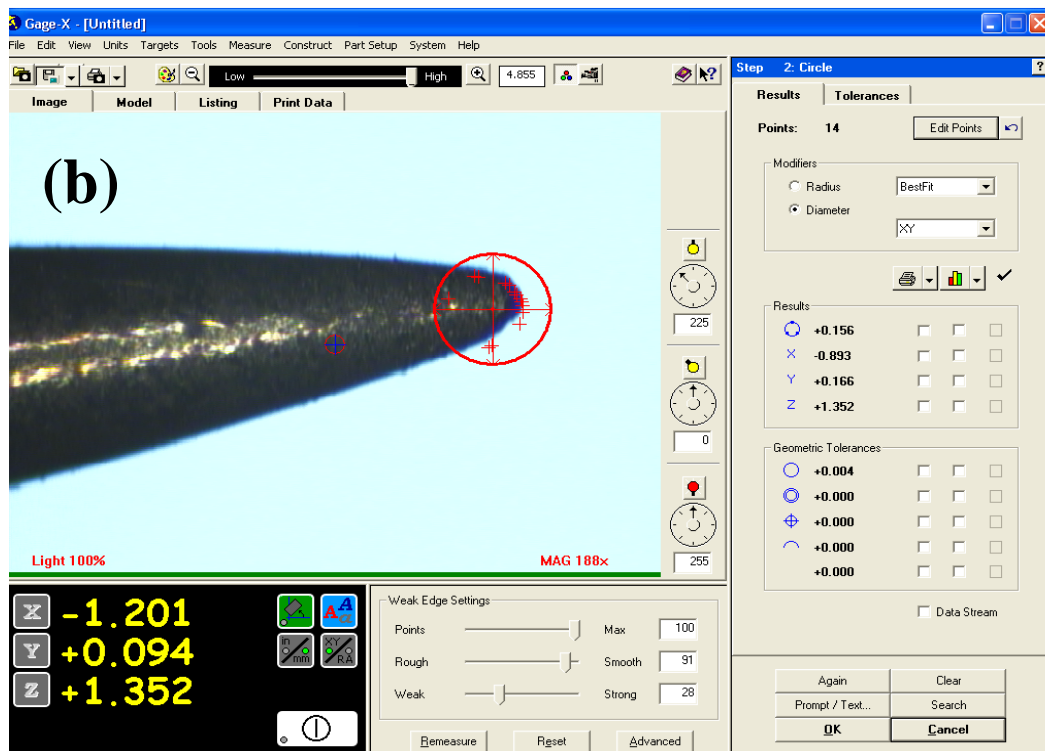 Gage-X - [Untitled]
File Edit View Units Targets Tools Measure Construct Part Setup System Help
Low High 4.855
Image Model Listing Print Data
(b)
225
0
255
Light 100% MAG 188x
Step 2: Circle ?
Results Tolerances
Points: 14 Edit Points
Modifiers
Radius BestFit
Diameter
XY
Results
+0.156
X -0.893
Y +0.166
Z +1.352
Geometric Tolerances
+0.004
+0.000
+0.000
+0.000
+0.000
Data Stream
Again Clear
Prompt / Text... Search
OK Cancel
X -1.201
Y +0.094
Z +1.352
A A α
in mm XY RA
Weak Edge Settings
Points Max 100
Rough Smooth 91
Weak Strong 28
Remeasure Reset Advanced